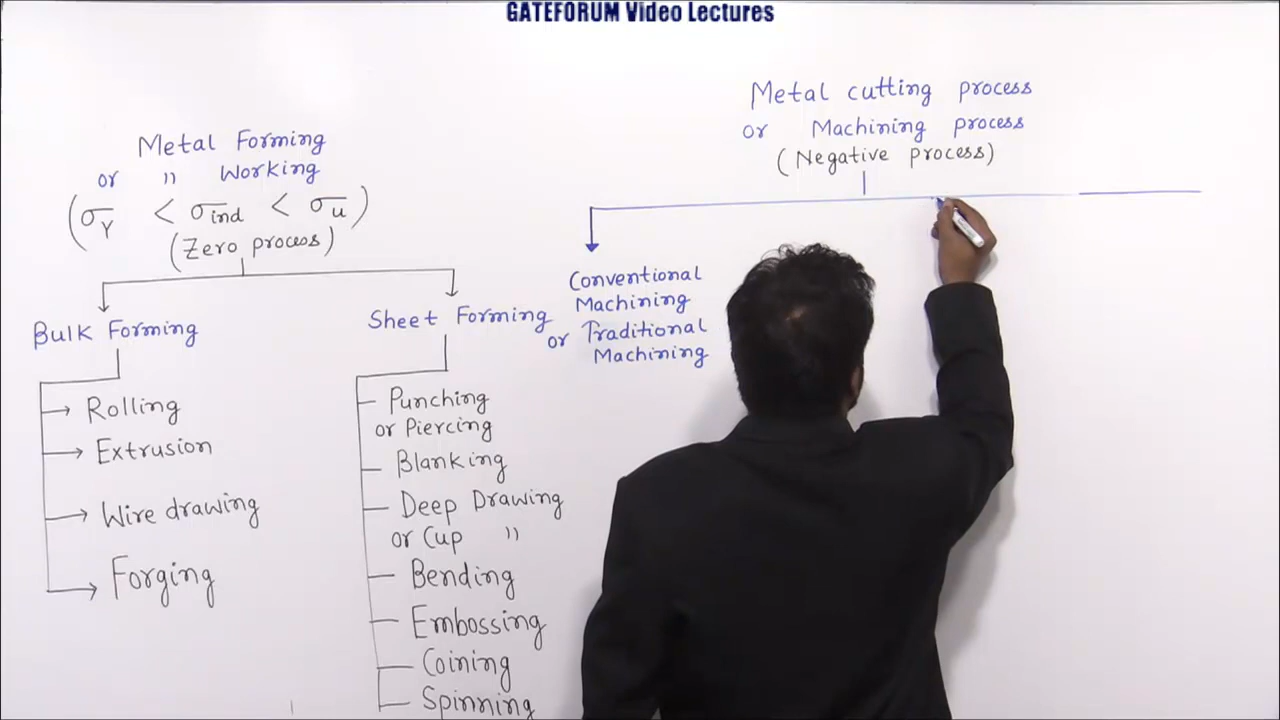 GATEFORUM Video Lectures
Metal Forming
or " Working
(σY < σind < σu)
(Zero process)
Bulk Forming
Rolling
Extrusion
Wire drawing
Forging
Sheet Forming
Punching
or Piercing
Blanking
Deep Drawing
or Cup "
Bending
Embossing
Coining
Spinning
Metal cutting process
or Machining process
(Negative process)
Conventional
Machining
or Traditional
Machining